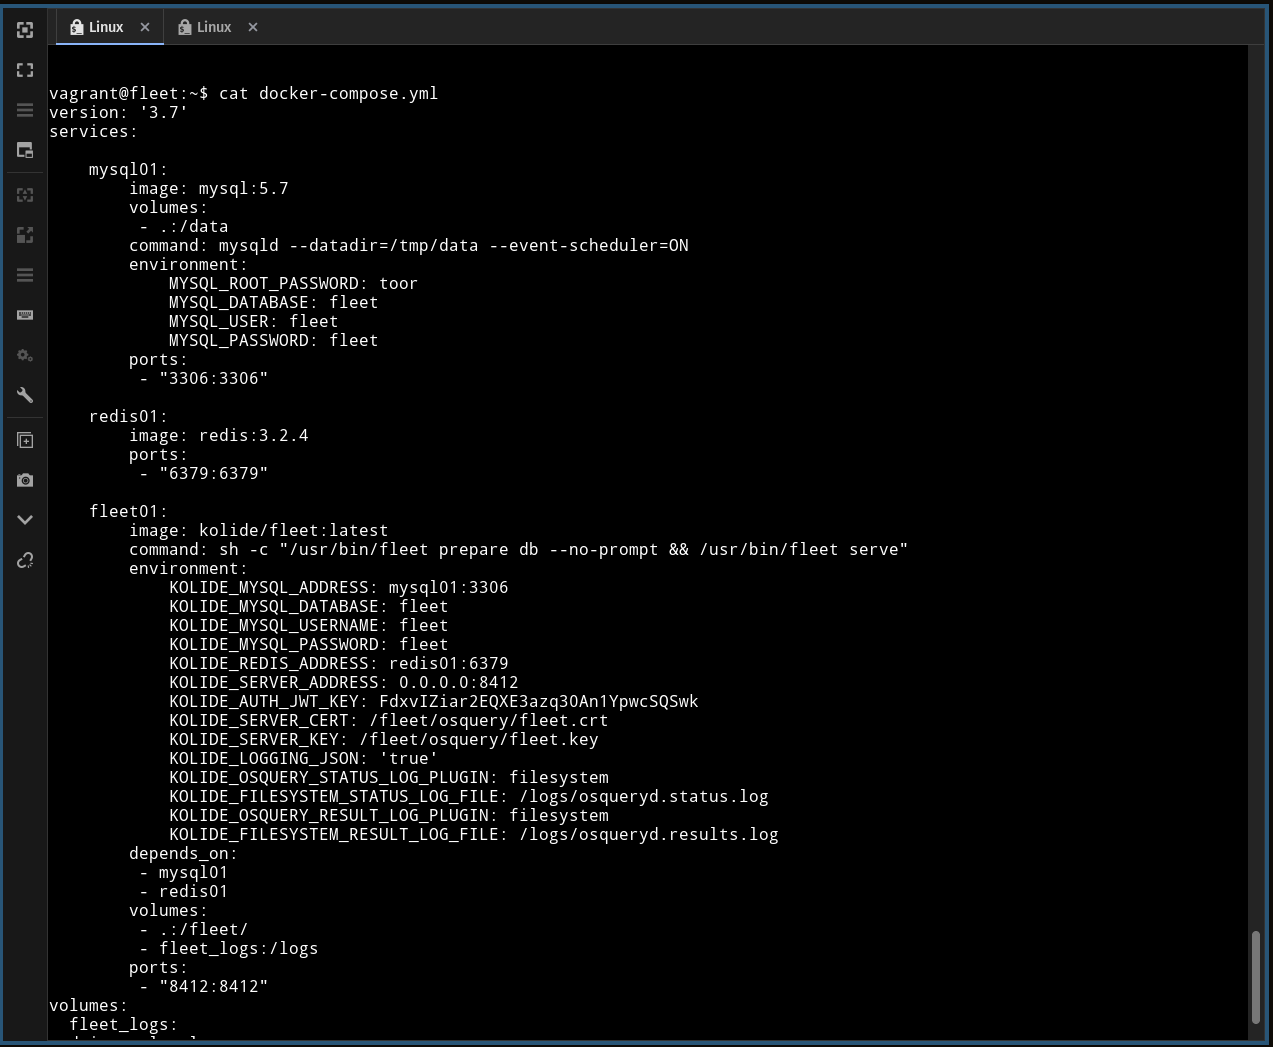 Linux
Linux
vagrant@fleet:~$ cat docker-compose.yml
version: '3.7'
services:
    mysql01:
        image: mysql:5.7
        volumes:
         - .:/data
        command: mysqld --datadir=/tmp/data --event-scheduler=ON
        environment:
            MYSQL_ROOT_PASSWORD: toor
            MYSQL_DATABASE: fleet
            MYSQL_USER: fleet
            MYSQL_PASSWORD: fleet
        ports:
         - "3306:3306"
    redis01:
        image: redis:3.2.4
        ports:
         - "6379:6379"
    fleet01:
        image: kolide/fleet:latest
        command: sh -c "/usr/bin/fleet prepare db --no-prompt && /usr/bin/fleet serve"
        environment:
            KOLIDE_MYSQL_ADDRESS: mysql01:3306
            KOLIDE_MYSQL_DATABASE: fleet
            KOLIDE_MYSQL_USERNAME: fleet
            KOLIDE_MYSQL_PASSWORD: fleet
            KOLIDE_REDIS_ADDRESS: redis01:6379
            KOLIDE_SERVER_ADDRESS: 0.0.0.0:8412
            KOLIDE_AUTH_JWT_KEY: FdxvIZiar2EQXE3azq30An1YpwcSQSwk
            KOLIDE_SERVER_CERT: /fleet/osquery/fleet.crt
            KOLIDE_SERVER_KEY: /fleet/osquery/fleet.key
            KOLIDE_LOGGING_JSON: 'true'
            KOLIDE_OSQUERY_STATUS_LOG_PLUGIN: filesystem
            KOLIDE_FILESYSTEM_STATUS_LOG_FILE: /logs/osqueryd.status.log
            KOLIDE_OSQUERY_RESULT_LOG_PLUGIN: filesystem
            KOLIDE_FILESYSTEM_RESULT_LOG_FILE: /logs/osqueryd.results.log
        depends_on:
         - mysql01
         - redis01
        volumes:
         - .:/fleet/
         - fleet_logs:/logs
        ports:
         - "8412:8412"
volumes:
  fleet_logs: